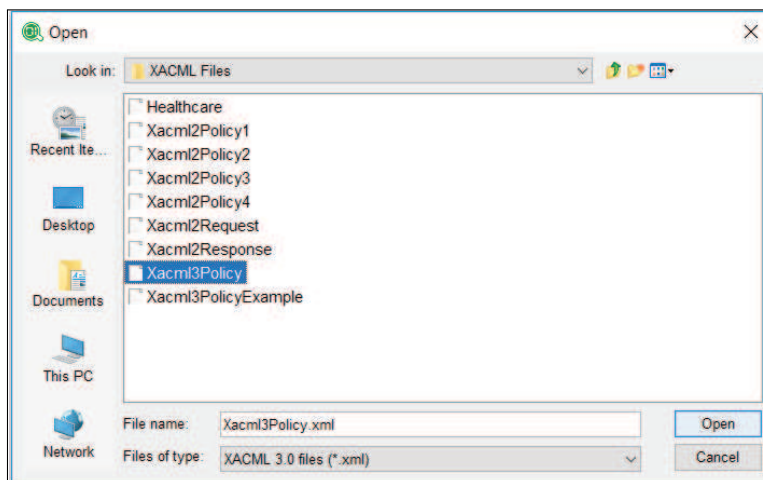 Open
Look in: XACML Files
Healthcare
Xacml2Policy1
Xacml2Policy2
Xacml2Policy3
Xacml2Policy4
Xacml2Request
Xacml2Response
Xacml3Policy
Xacml3PolicyExample
Recent Ite...
Desktop
Documents
This PC
Network
File name: Xacml3Policy.xml Open
Files of type: XACML 3.0 files (*.xml) Cancel